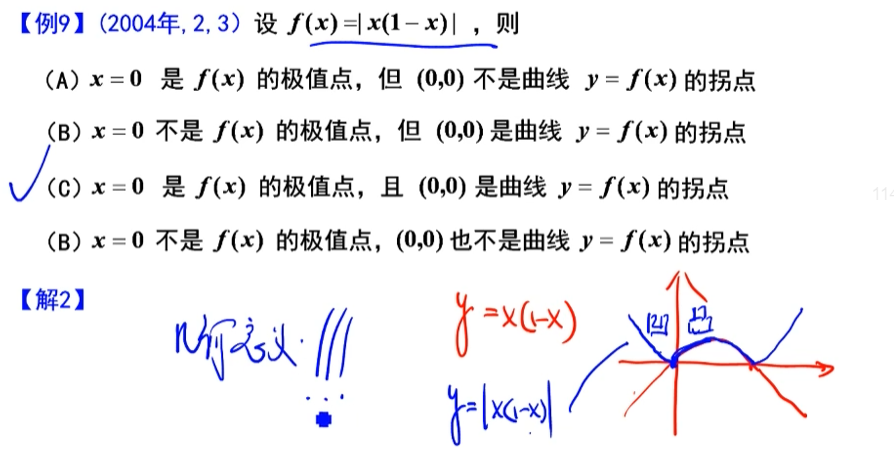 【例9】(2004年,2,3) 设 f(x)=|x(1-x)|，则
(A) x=0 是 f(x) 的极值点，但 (0,0) 不是曲线 y=f(x) 的拐点
(B) x=0 不是 f(x) 的极值点，但 (0,0) 是曲线 y=f(x) 的拐点
(C) x=0 是 f(x) 的极值点，且 (0,0) 是曲线 y=f(x) 的拐点
(B) x=0 不是 f(x) 的极值点，(0,0) 也不是曲线 y=f(x) 的拐点
【解2】
几何意义. !!!
y=x(1-x)
y=|x(1-x)|
凹 凸